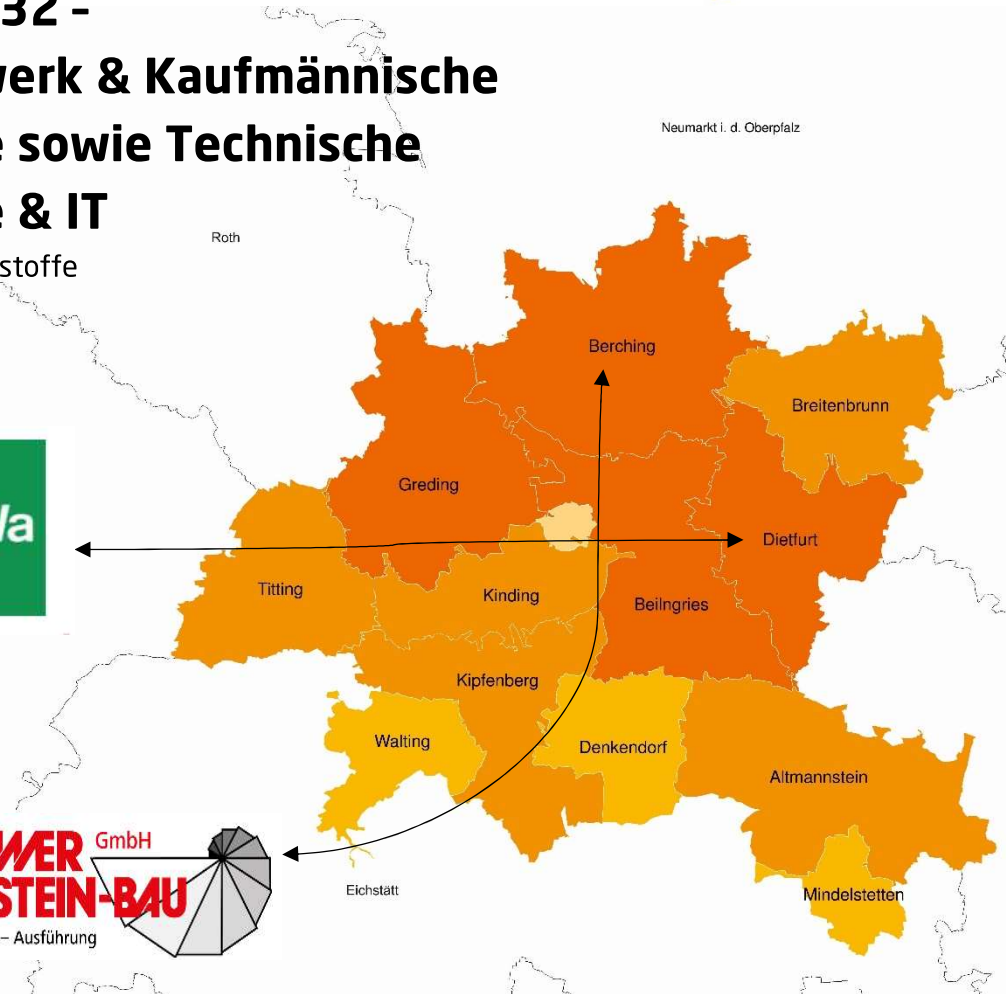 32 –
werk & Kaufmännische
e sowie Technische
e & IT
stoffe
Neumarkt i. d. Oberpfalz
Roth
Berching
Breitenbrunn
Greding
Dietfurt
Titting
Kinding
Beilngries
Kipfenberg
Walting
Denkendorf
Altmannstein
Mindelstetten
Eichstätt
GmbH
STEIN-BAU
– Ausführung